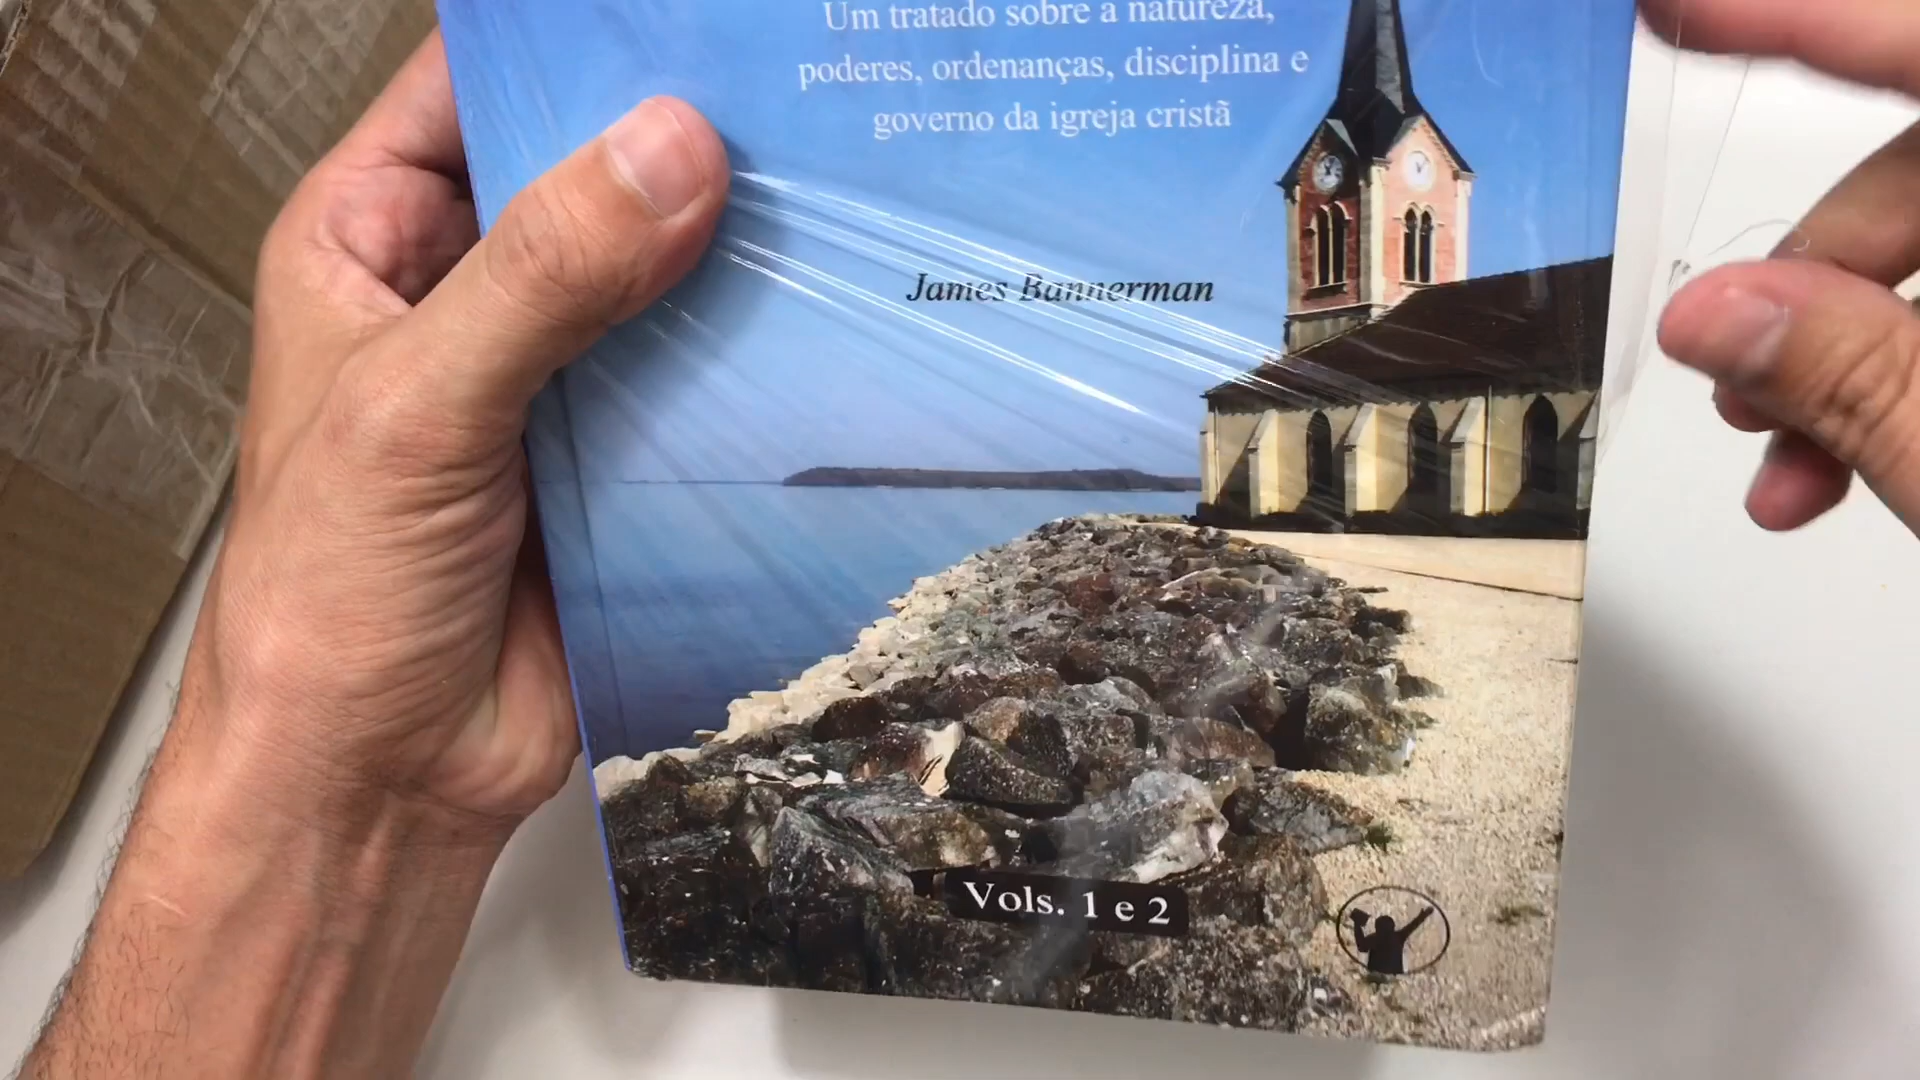 Um tratado sobre a natureza,
poderes, ordenanças, disciplina e
governo da igreja cristã
James Bannerman
Vols. 1 e 2